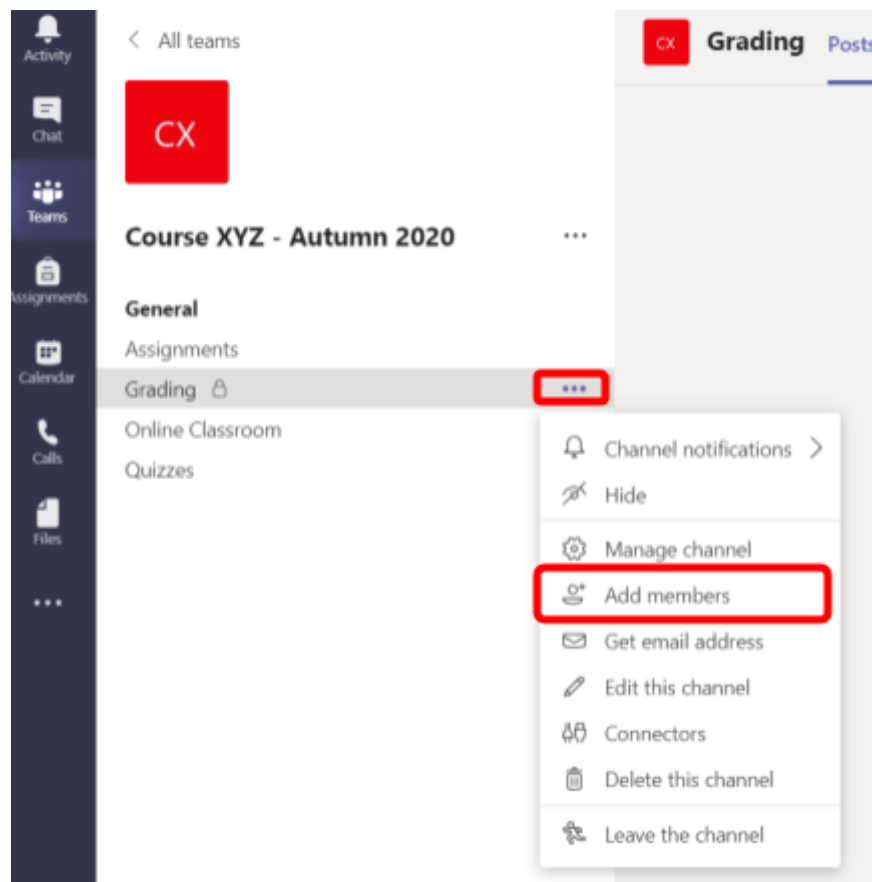 Activity
Chat
Teams
Assignments
Calendar
Calls
Files
All teams
CX
Course XYZ - Autumn 2020
General
Assignments
Grading
Online Classroom
Quizzes
CX Grading Posts
Channel notifications
Hide
Manage channel
Add members
Get email address
Edit this channel
Connectors
Delete this channel
Leave the channel